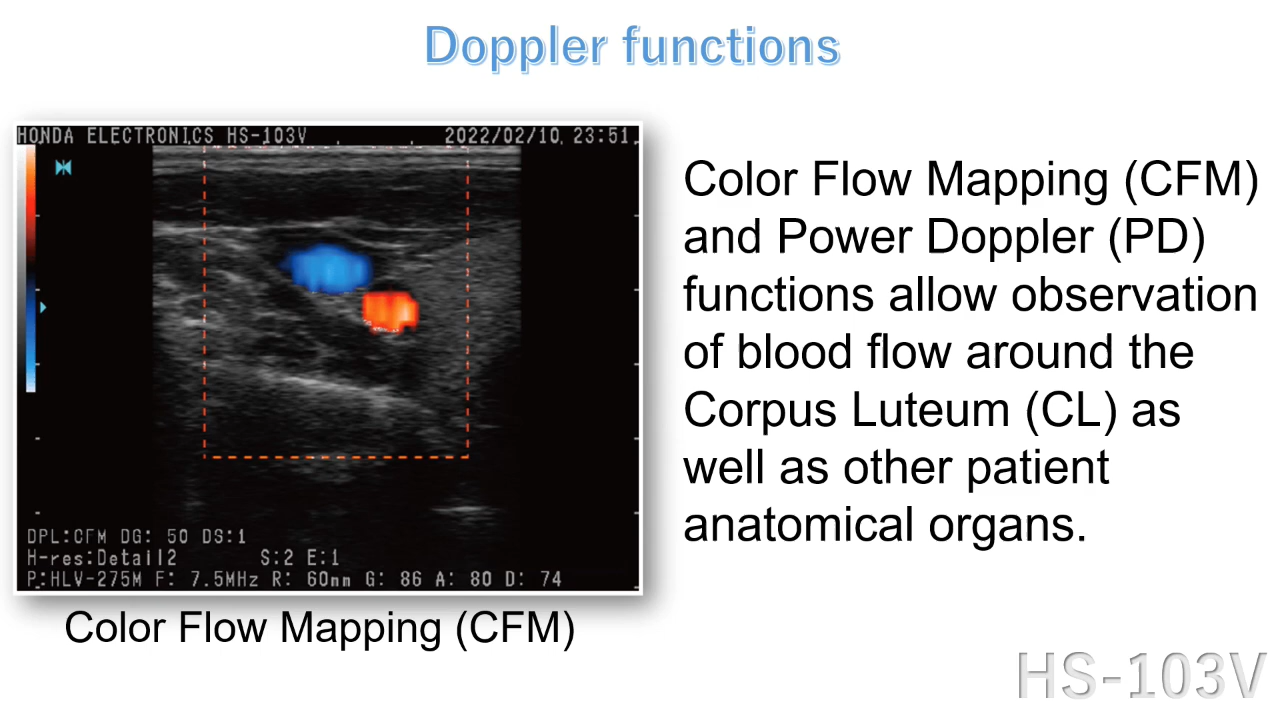 Doppler functions
HONDA ELECTRONICS HS-103V 2022/02/10 23:51
Color Flow Mapping (CFM)
and Power Doppler (PD)
functions allow observation
of blood flow around the
Corpus Luteum (CL) as
well as other patient
anatomical organs.
DPL:CFM DG: 50 DS:1
H-res:Detail2 S:2 E:1
P:HLV-275M F: 7.5MHz R: 60mm G: 86 A: 80 D: 74
Color Flow Mapping (CFM)
HS-103V